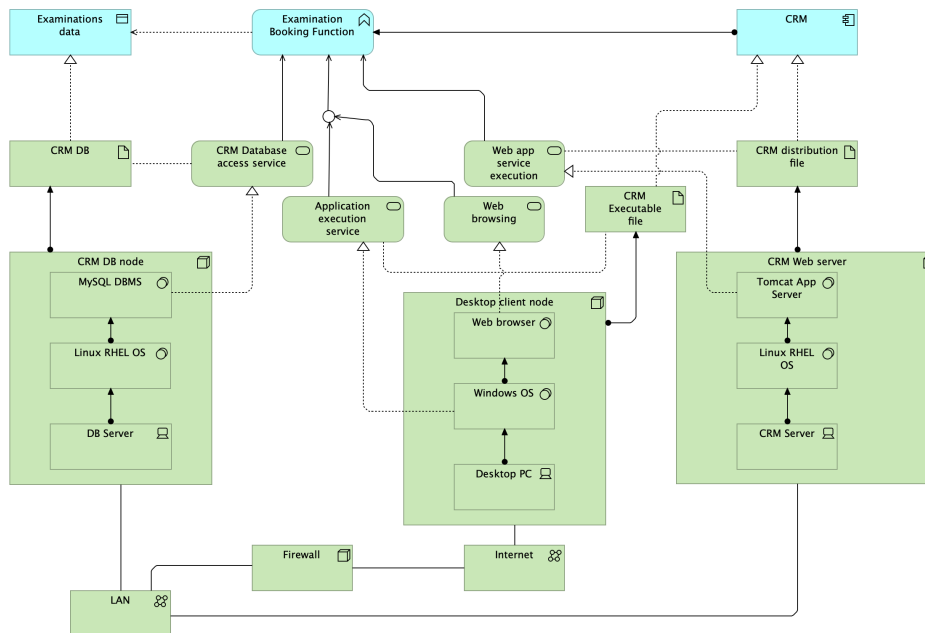 Examinations
data
Examination
Booking Function
CRM
CRM DB
CRM Database
access service
Web app
service
execution
CRM distribution
file
Application
execution
service
Web
browsing
CRM
Executable
file
CRM DB node
MySQL DBMS
Linux RHEL OS
DB Server
Desktop client node
Web browser
Windows OS
Desktop PC
CRM Web server
Tomcat App
Server
Linux RHEL
OS
CRM Server
Firewall
Internet
LAN